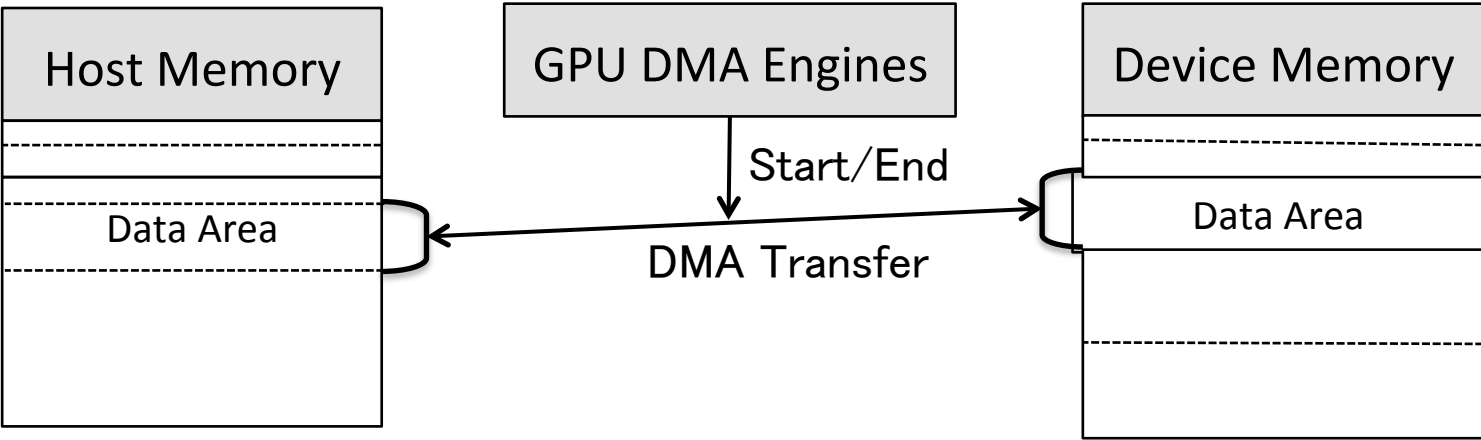 Host Memory
GPU DMA Engines
Device Memory
Start/End
Data Area
Data Area
DMA Transfer